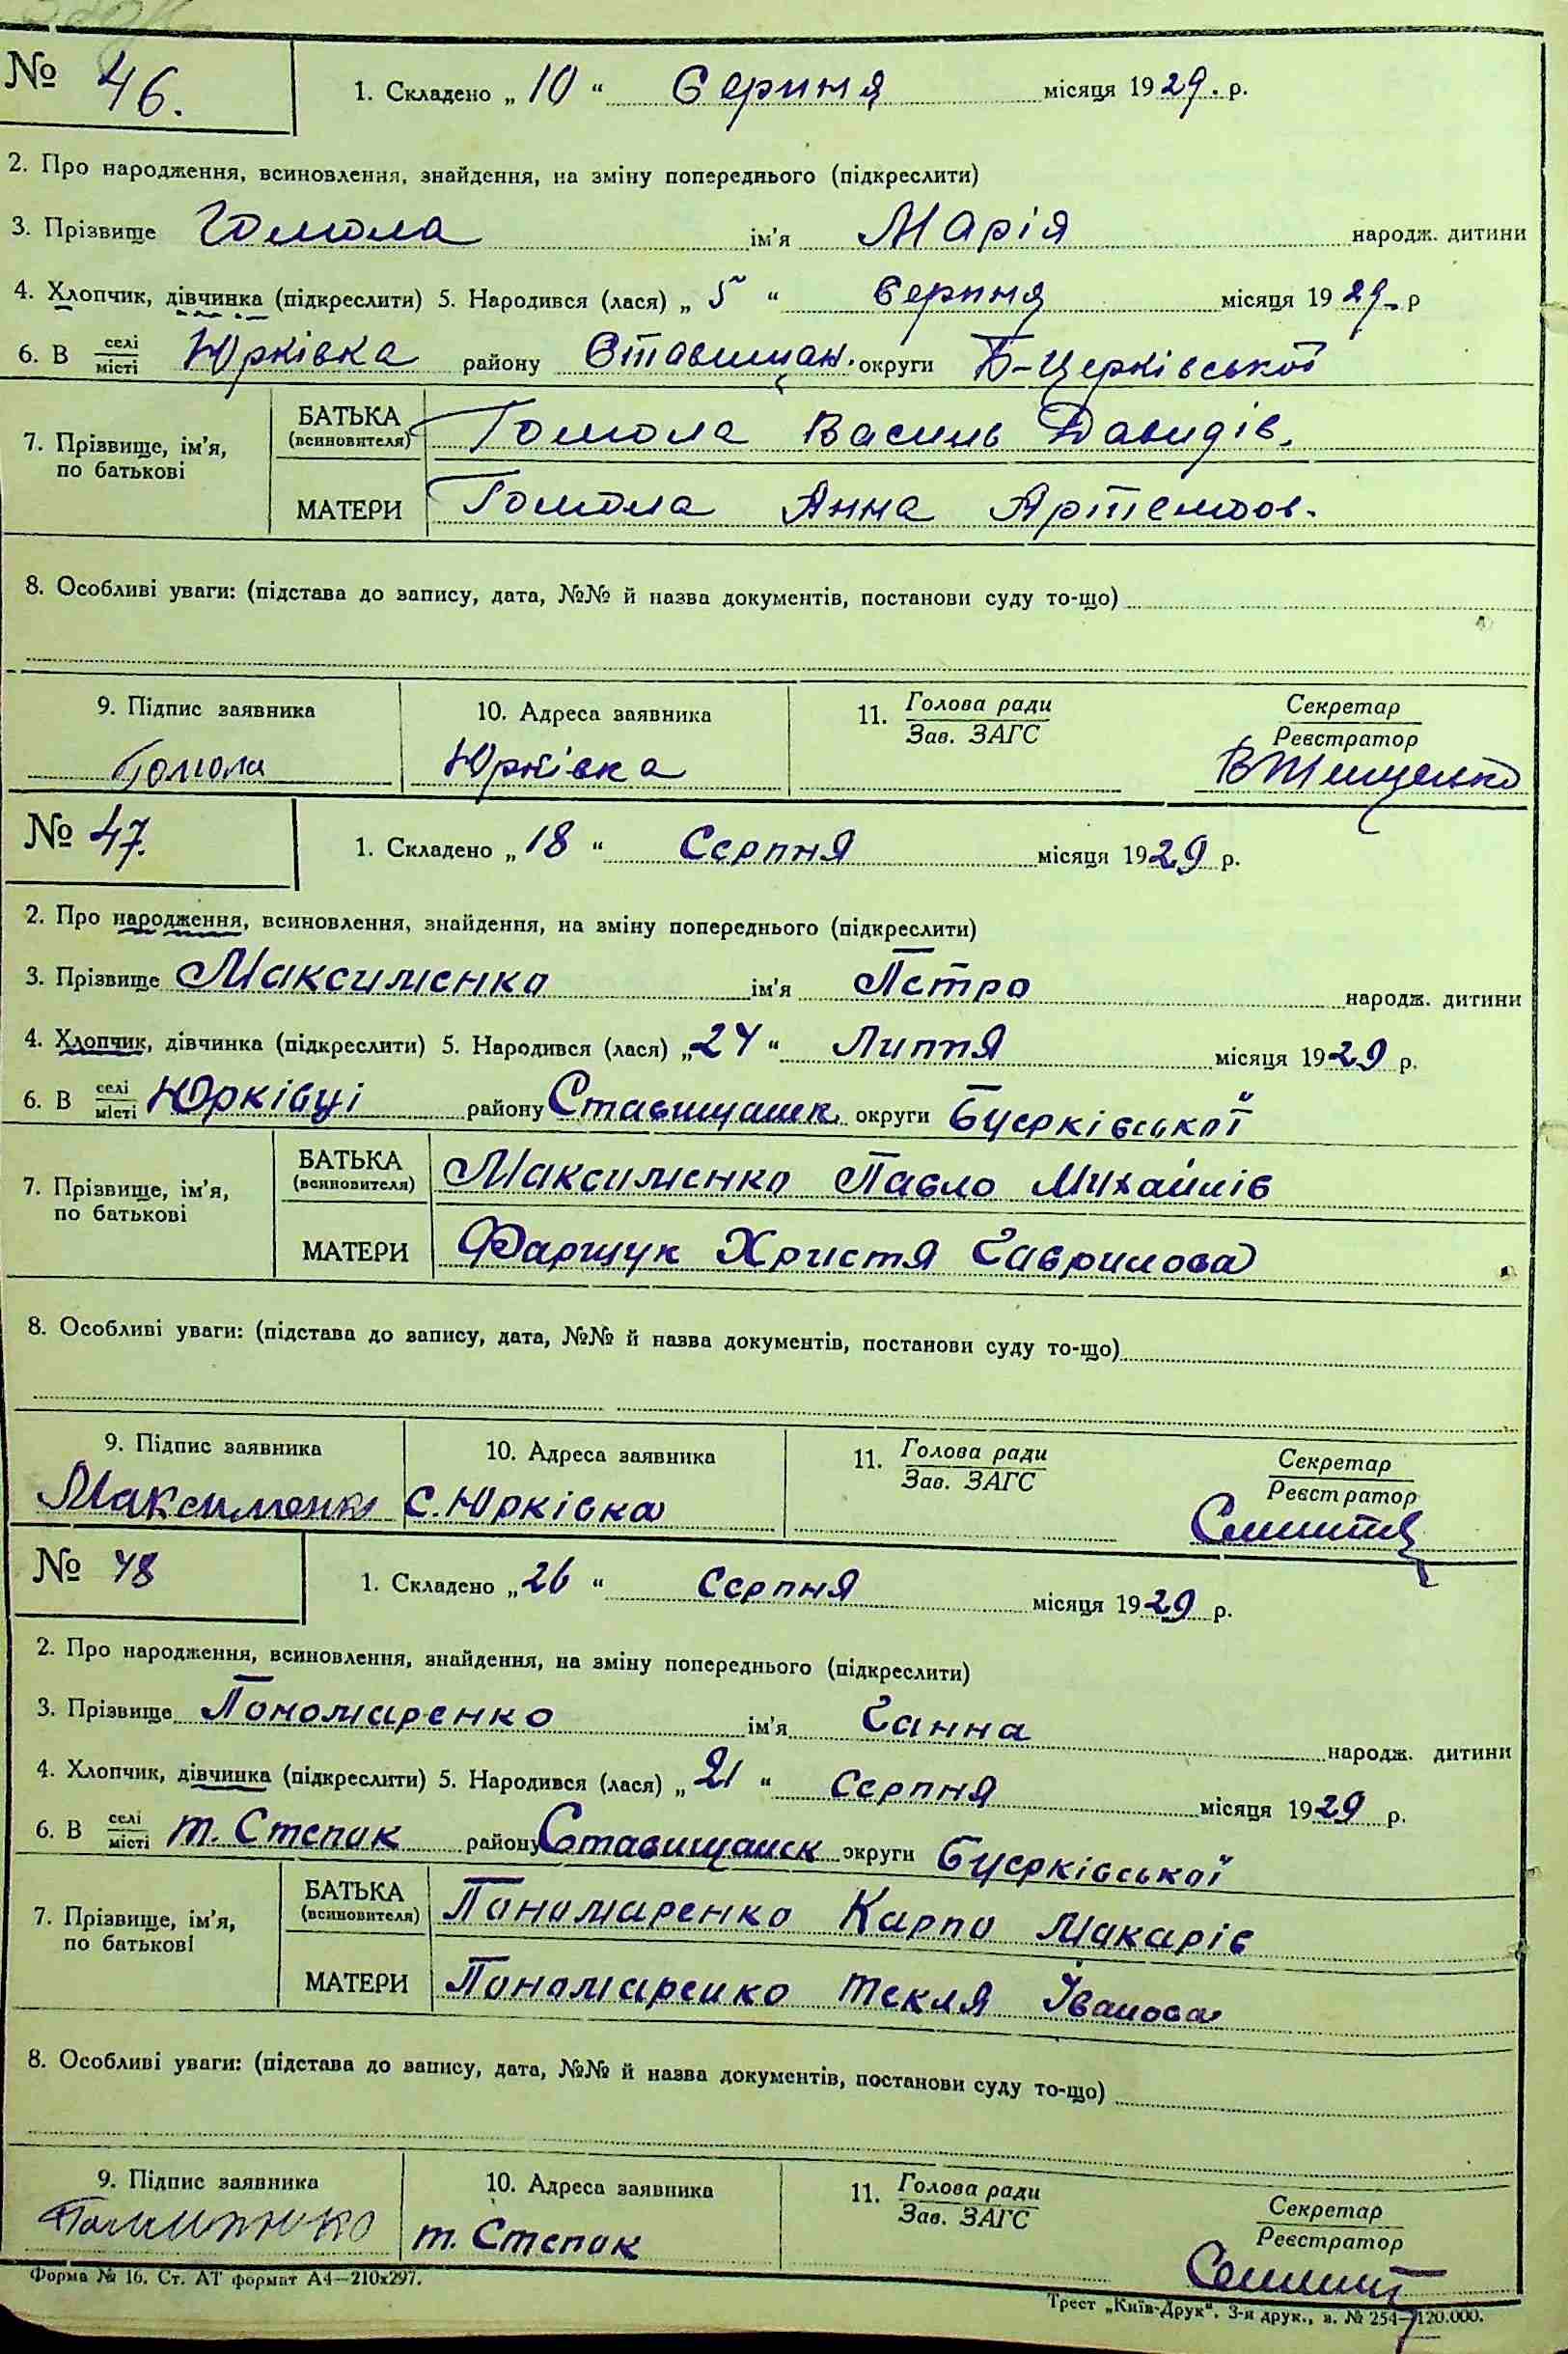 № 46.
1. Складено „ 10 “ Серпня місяця 1929. р.
2. Про народження, всиновлення, знайдення, на зміну попереднього (підкреслити)
3. Прізвище Гомола ім'я Марія народж. дитини
4. Хлопчик, дівчинка (підкреслити) 5. Народився (лася) „ 5 “ серпня місяця 1929. р
6. В селі/місті Юрківка району Ставищан. округи Б-Церківської
7. Прізвище, ім'я, по батькові
БАТЬКА (всиновителя) Гомола Василь Давидів.
МАТЕРИ Гомола Анна Артемов.
8. Особливі уваги: (підстава до запису, дата, №№ й назва документів, постанови суду то-що)
9. Підпис заявника 10. Адреса заявника 11. Голова ради/Зав. ЗАГС Секретар/Реєстратор
Гомола Юрківка
№ 47.
1. Складено „ 18 “ Серпня місяця 1929 р.
2. Про народження, всиновлення, знайдення, на зміну попереднього (підкреслити)
3. Прізвище Максименко ім'я Петро народж. дитини
4. Хлопчик, дівчинка (підкреслити) 5. Народився (лася) „24“ Липня місяця 1929 р.
6. В селі/місті Юрківці району Ставищанськ. округи Бцерківської
7. Прізвище, ім'я, по батькові
БАТЬКА (всиновителя) Максименко Павло Михайлів
МАТЕРИ Фарщук Христя Гаврилова
8. Особливі уваги: (підстава до запису, дата, №№ й назва документів, постанови суду то-що)
9. Підпис заявника 10. Адреса заявника 11. Голова ради/Зав. ЗАГС Секретар/Реєстратор
Максименко С. Юрківка
№ 48
1. Складено „26 “ Серпня місяця 1929 р.
2. Про народження, всиновлення, знайдення, на зміну попереднього (підкреслити)
3. Прізвище Пономаренко ім'я Ганна народж. дитини
4. Хлопчик, дівчинка (підкреслити) 5. Народився (лася) „ 21 “ Серпня місяця 1929 р.
6. В селі/місті т. Степок району Ставищанск округи Бцерківської
7. Прізвище, ім'я, по батькові
БАТЬКА (всиновителя) Пономаренко Карпо Макарів
МАТЕРИ Пономаренко Текля Іванова
8. Особливі уваги: (підстава до запису, дата, №№ й назва документів, постанови суду то-що)
9. Підпис заявника 10. Адреса заявника 11. Голова ради/Зав. ЗАГС Секретар/Реєстратор
т. Степок
Форма № 16. Ст. АТ формат А4—210х297.
Трест „Київ-Друк“. 3-я друк., з. № 254—120.000.